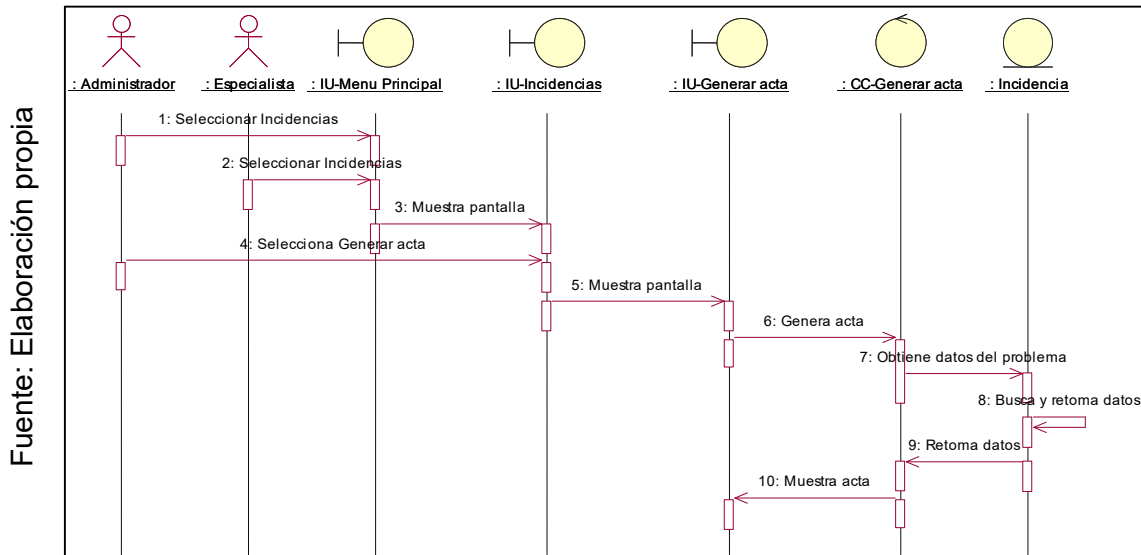 Fuente: Elaboración propia
: Administrador
: Especialista
: IU-Menu Principal
: IU-Incidencias
: IU-Generar acta
: CC-Generar acta
: Incidencia
1: Seleccionar Incidencias
2: Seleccionar Incidencias
3: Muestra pantalla
4: Selecciona Generar acta
5: Muestra pantalla
6: Genera acta
7: Obtiene datos del problema
8: Busca y retoma datos
9: Retoma datos
10: Muestra acta